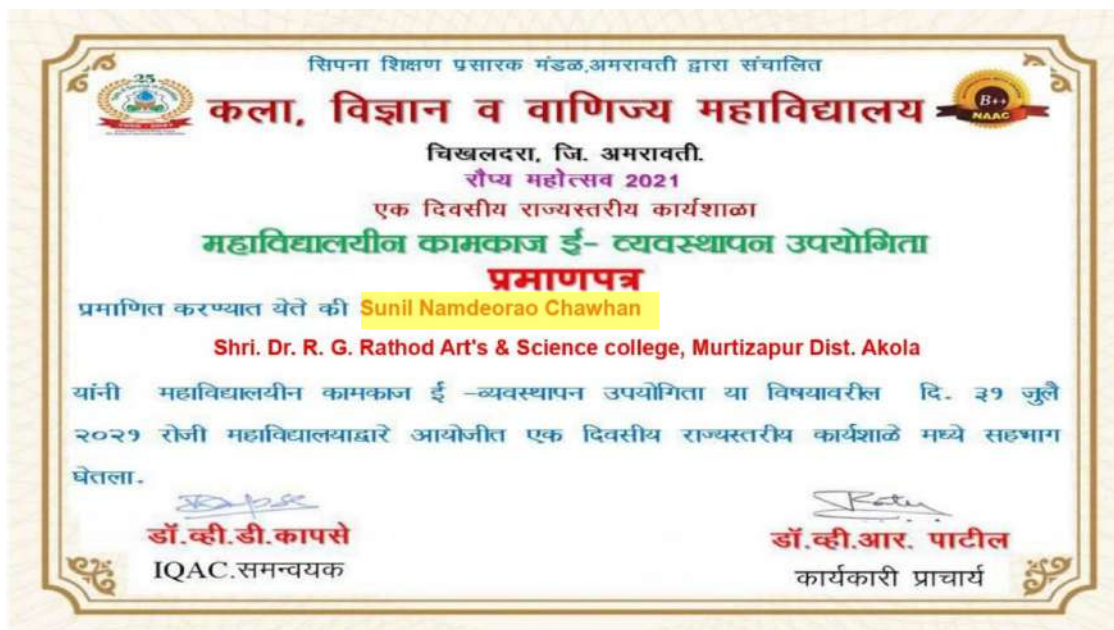 सिपना शिक्षण प्रसारक मंडळ,अमरावती द्वारा संचालित
25
कला, विज्ञान व वाणिज्य महाविद्यालय
B++
NAAC
चिखलदरा, जि. अमरावती.
रौप्य महोत्सव 2021
एक दिवसीय राज्यस्तरीय कार्यशाळा
महाविद्यालयीन कामकाज ई- व्यवस्थापन उपयोगिता
प्रमाणपत्र
प्रमाणित करण्यात येते की Sunil Namdeorao Chawhan
Shri. Dr. R. G. Rathod Art's & Science college, Murtizapur Dist. Akola
यांनी महाविद्यालयीन कामकाज ई -व्यवस्थापन उपयोगिता या विषयावरील दि. ३१ जुलै
२०२१ रोजी महाविद्यालयाद्वारे आयोजीत एक दिवसीय राज्यस्तरीय कार्यशाळे मध्ये सहभाग
घेतला.
डॉ.व्ही.डी.कापसे
IQAC.समन्वयक
डॉ.व्ही.आर. पाटील
कार्यकारी प्राचार्य